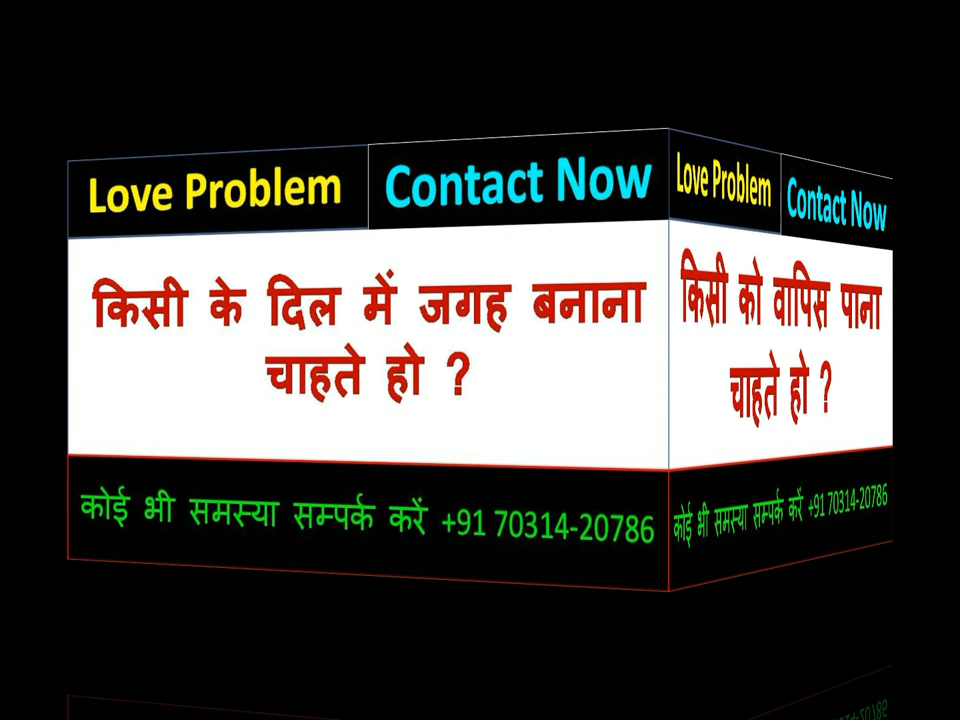 Love Problem
Contact Now
किसी के दिल में जगह बनाना
चाहते हो ?
कोई भी समस्या सम्पर्क करें +91 70314-20786
Love Problem
Contact Now
किसी को वापिस पाना
चाहते हो ?
कोई भी समस्या सम्पर्क करें +91 70314-20786